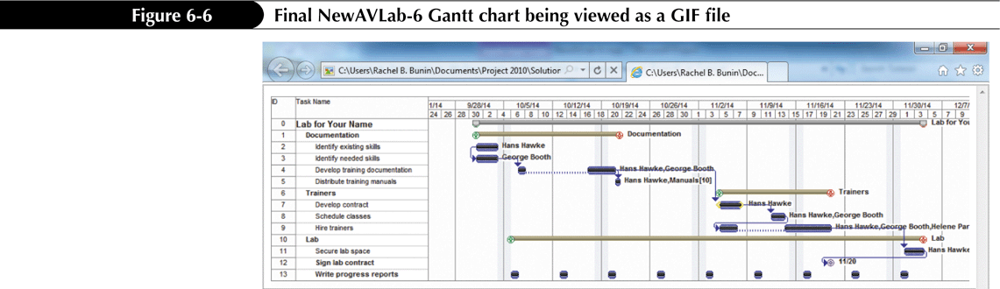 Figure 6-6 Final NewAVLab-6 Gantt chart being viewed as a GIF file
C:\Users\Rachel B. Bunin\Documents\Project 2010\Solution
C:\Users\Rachel B. Bunin\Doc...
ID Task Name
1/14 9/28/14 10/5/14 10/12/14 10/19/14 10/26/14 11/2/14 11/9/14 11/16/14 11/23/14 11/30/14 12/7/
24 26 28 30 2 4 6 8 10 12 14 16 18 20 22 24 26 28 30 1 3 5 7 9 11 13 15 17 19 21 23 25 27 29 1 3 5 7 9
0 Lab for Your Name Lab for You
1 Documentation Documentation
2 Identify existing skills Hans Hawke
3 Identify needed skills George Booth
4 Develop training documentation Hans Hawke,George Booth
5 Distribute training manuals Hans Hawke,Manuals[10]
6 Trainers Trainers
7 Develop contract Hans Hawke
8 Schedule classes Hans Hawke,George Booth
9 Hire trainers Hans Hawke,George Booth,Helene Par
10 Lab Lab
11 Secure lab space Hans Hawke
12 Sign lab contract 11/20
13 Write progress reports